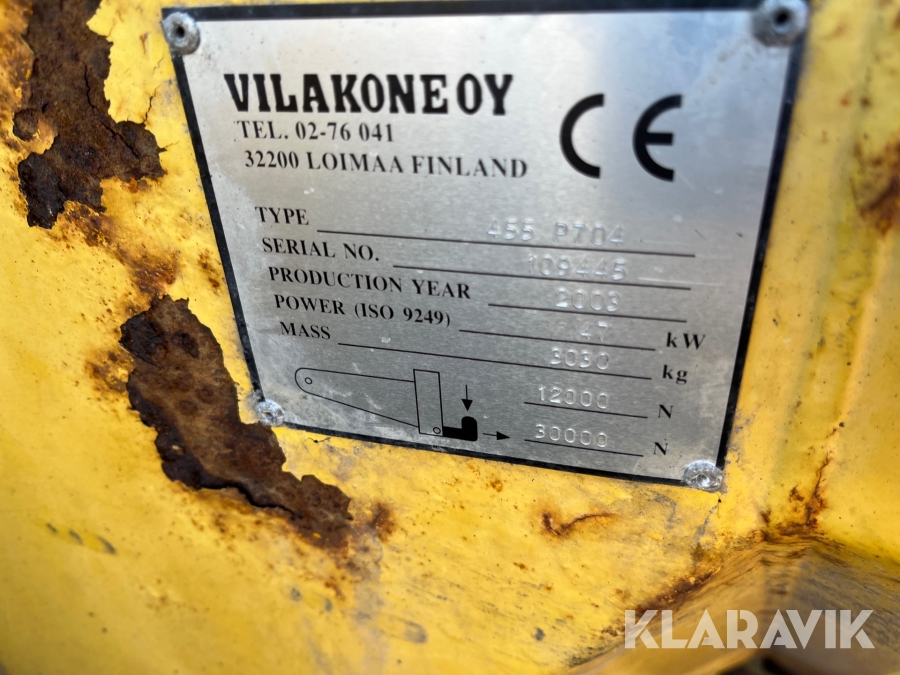 VILAKONE OY
TEL. 02-76 041
32200 LOIMAA FINLAND
CE
TYPE 455 P704
SERIAL NO. 109445
PRODUCTION YEAR 2003
POWER (ISO 9249) 47 kW
MASS 3030 kg
12000 N
30000 N
KLARAVIK